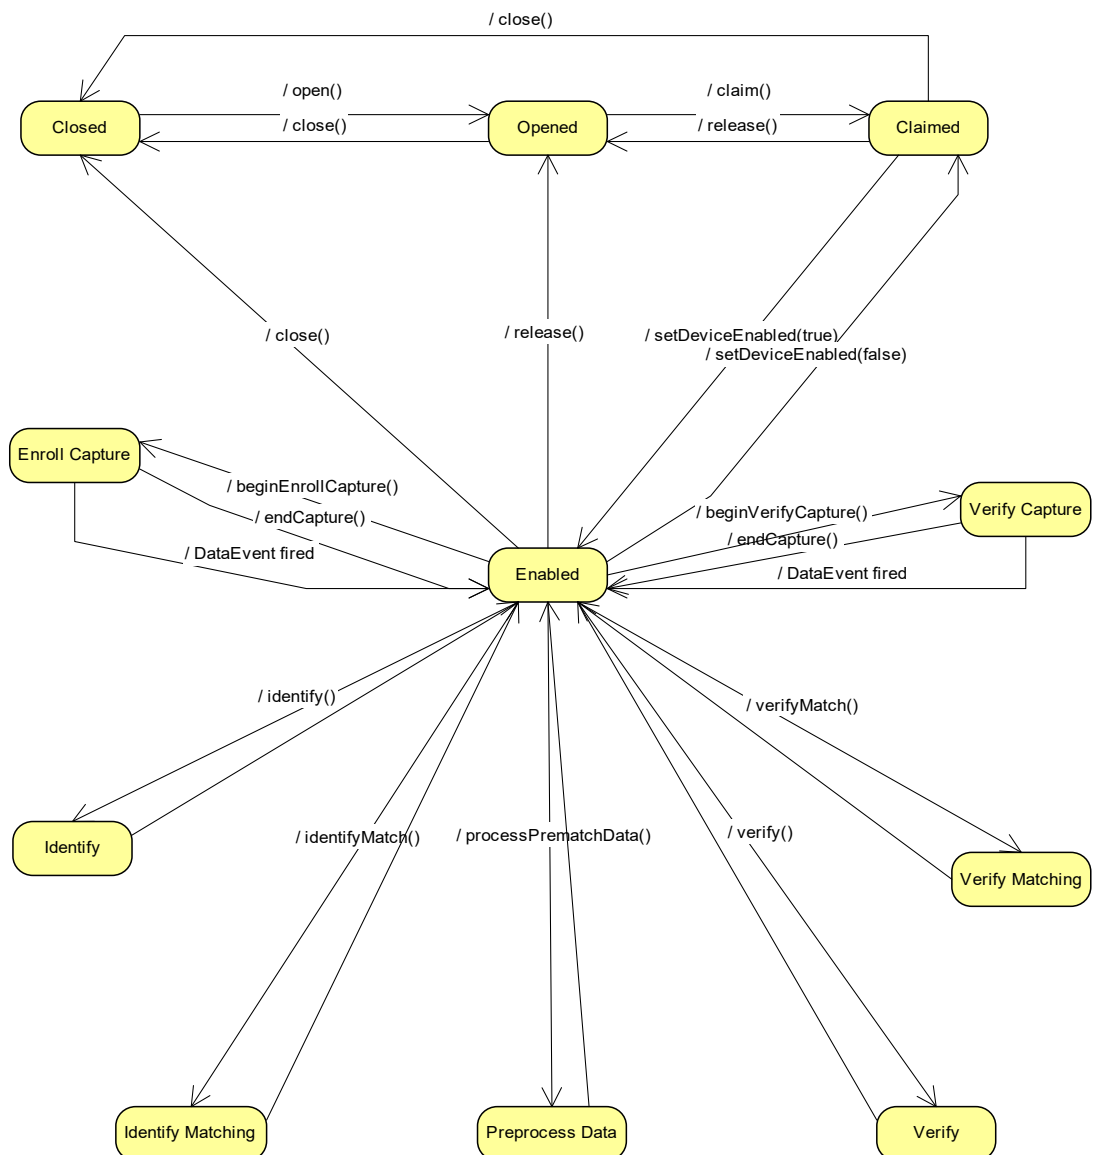 / close()
/ open()
/ claim()
Closed
/ close()
Opened
/ release()
Claimed
/ close()
/ release()
/ setDeviceEnabled(true)
/ setDeviceEnabled(false)
Enroll Capture
/ beginEnrollCapture()
/ endCapture()
/ DataEvent fired
/ beginVerifyCapture()
Verify Capture
/ endCapture()
/ DataEvent fired
Enabled
/ identify()
/ verifyMatch()
/ identifyMatch()
/ processPrematchData()
/ verify()
Identify
Verify Matching
Identify Matching
Preprocess Data
Verify